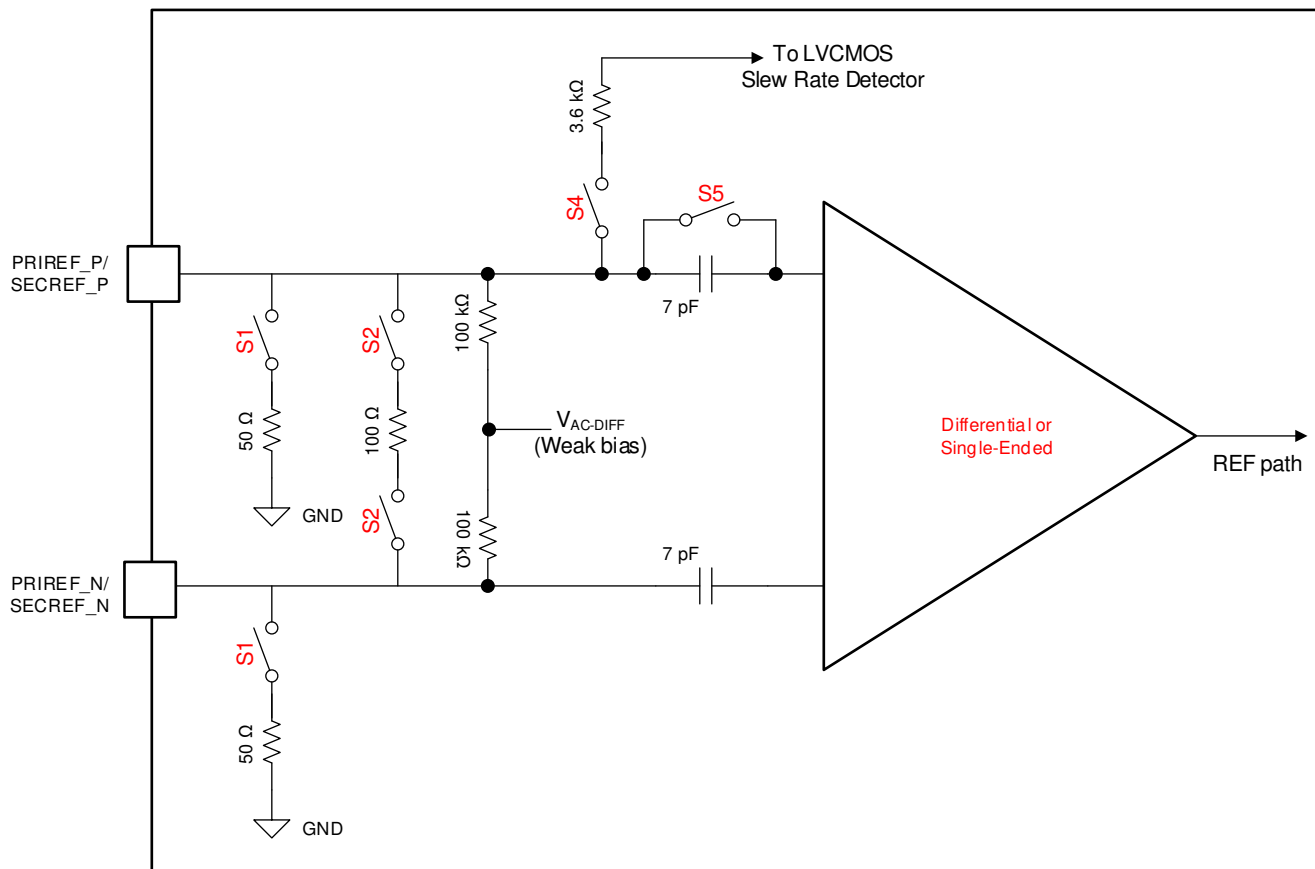 To LVCMOS
Slew Rate Detector
3.6 kΩ
S4
S5
PRIREF_P/
SECREF_P
7 pF
S1
S2
100 kΩ
50 Ω
100 Ω
VAC-DIFF
(Weak bias)
Differential or
Single-Ended
REF path
GND
S2
100 kΩ
7 pF
PRIREF_N/
SECREF_N
S1
50 Ω
GND